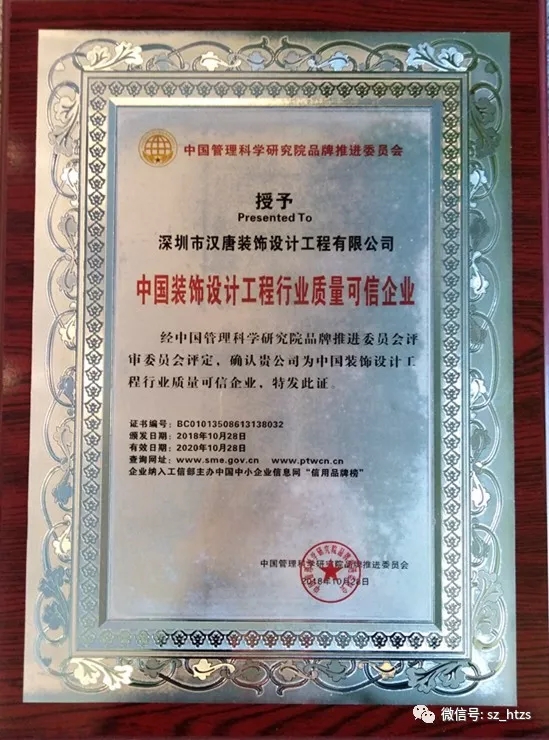 中国管理科学研究院品牌推进委员会
授予
Presented To
深圳市汉唐装饰设计工程有限公司
中国装饰设计工程行业质量可信企业
经中国管理科学研究院品牌推进委员会评
审委员会评定，确认贵公司为中国装饰设计工
程行业质量可信企业，特发此证。
证书编号：BC01013508613138032
颁发日期：2018年10月28日
有效日期：2020年10月28日
查询网址：www.sme.gov.cn www.ptwcn.cn
企业纳入工信部主办中国中小企业信息网“信用品牌榜”
中国管理科学研究院品牌推进委员会
2018年10月28日
微信号: sz_htzs